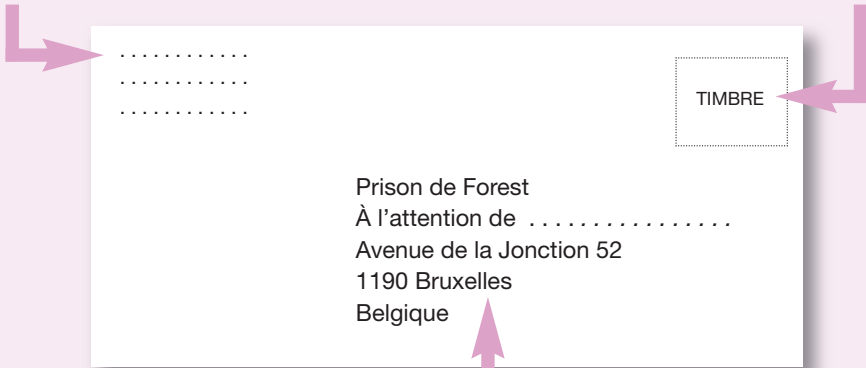 ............
............
............
TIMBRE
Prison de Forest
À l’attention de ................
Avenue de la Jonction 52
1190 Bruxelles
Belgique